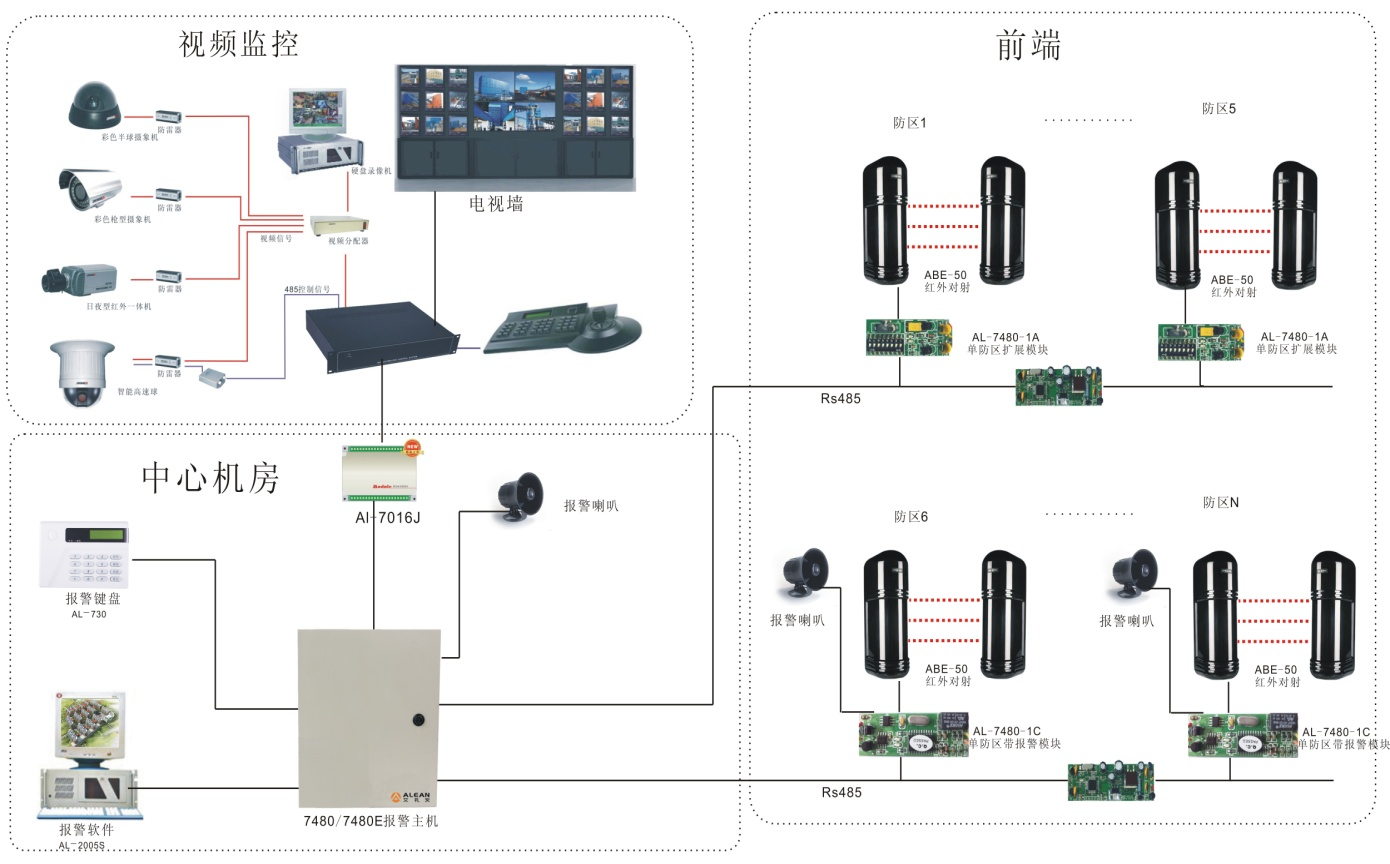 视频监控
彩色半球摄象机
防雷器
硬盘录像机
电视墙
彩色枪型摄象机
防雷器
视频信号
视频分配器
日夜型红外一体机
防雷器
485控制信号
智能高速球
防雷器
前端
防区1
防区5
ABE-50
红外对射
ABE-50
红外对射
AL-7480-1A
单防区扩展模块
AL-7480-1A
单防区扩展模块
Rs485
中心机房
NEW
AI-7016J
报警喇叭
报警键盘
AL-730
报警软件
AL-2005S
ALEAN
艾礼安
7480/7480E报警主机
防区6
防区N
报警喇叭
报警喇叭
ABE-50
红外对射
ABE-50
红外对射
AL-7480-1C
单防区带报警模块
AL-7480-1C
单防区带报警模块
Rs485